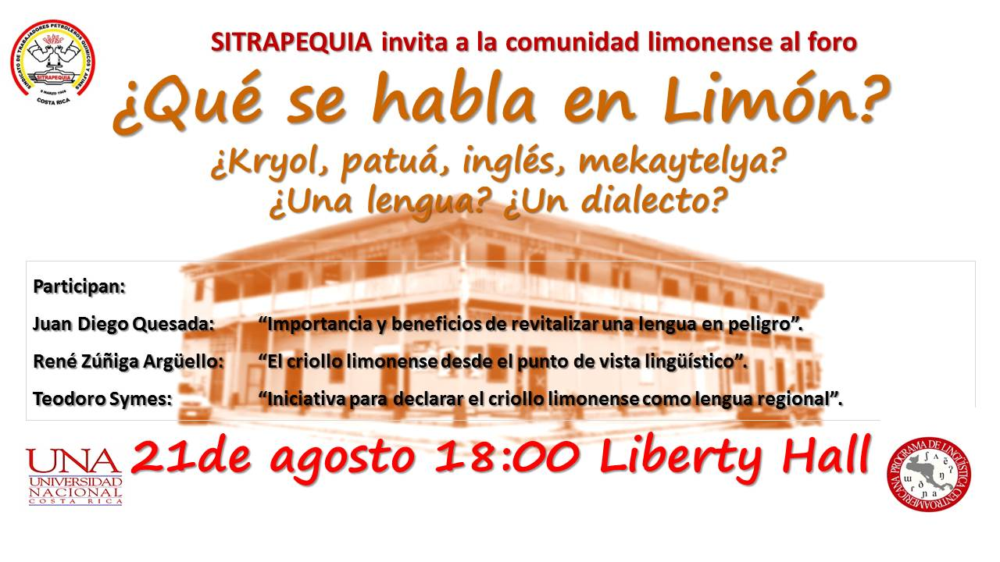 SINDICATO DE TRABAJADORES PETROLEROS QUIMICOS Y AFINES
SITRAPEQUIA
COSTA RICA
SITRAPEQUIA invita a la comunidad limonense al foro
¿Qué se habla en Limón?
¿Kryol, patuá, inglés, mekaytelya?
¿Una lengua? ¿Un dialecto?
Participan:
Juan Diego Quesada: “Importancia y beneficios de revitalizar una lengua en peligro”.
René Zúñiga Argüello: “El criollo limonense desde el punto de vista lingüístico”.
Teodoro Symes: “Iniciativa para declarar el criollo limonense como lengua regional”.
21de agosto 18:00 Liberty Hall
UNA
UNIVERSIDAD
NACIONAL
COSTA RICA
PROGRAMA DE LINGÜÍSTICA CENTROAMERICANA